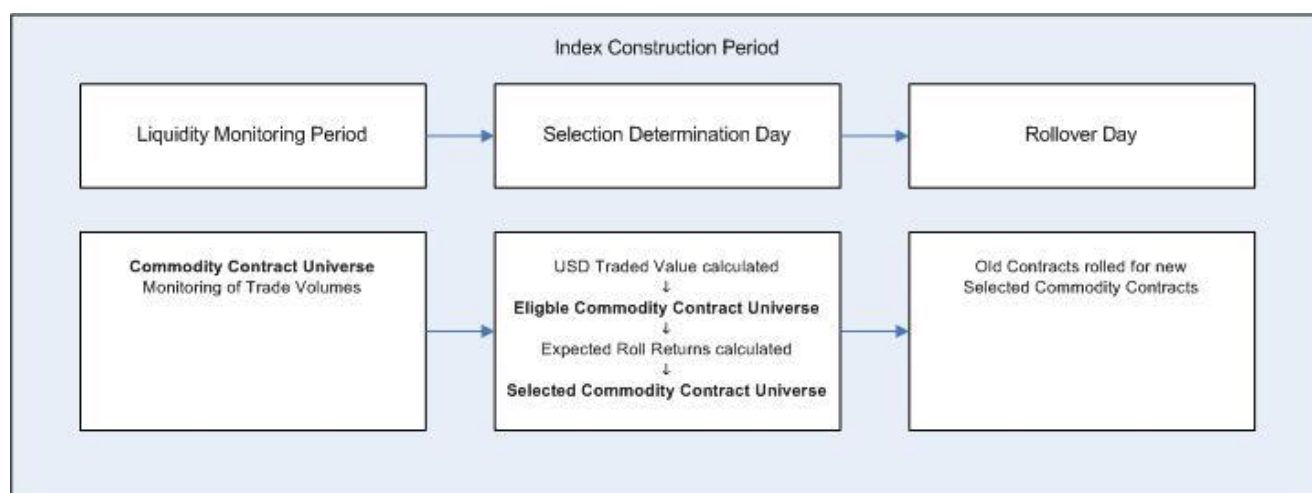 Index Construction Period
Liquidity Monitoring Period
Selection Determination Day
Rollover Day
Commodity Contract Universe
Monitoring of Trade Volumes
USD Traded Value calculated
↓
Eligble Commodity Contract Universe
↓
Expected Roll Returns calculated
↓
Selected Commodity Contract Universe
Old Contracts rolled for new
Selected Commodity Contracts